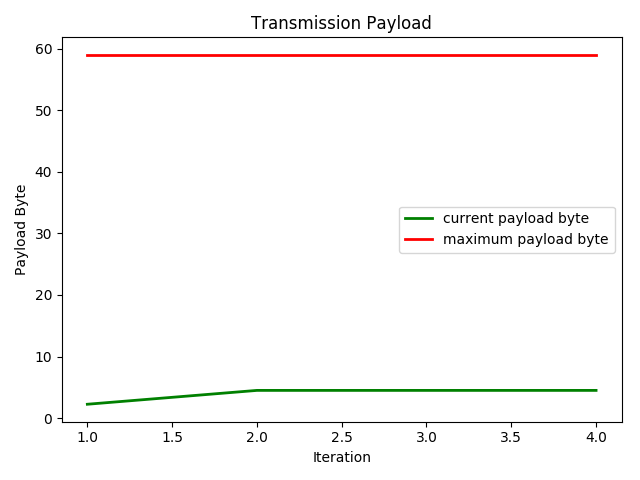 Transmission Payload
60
50
40
30
20
10
0
Payload Byte
current payload byte
maximum payload byte
1.0 1.5 2.0 2.5 3.0 3.5 4.0
Iteration